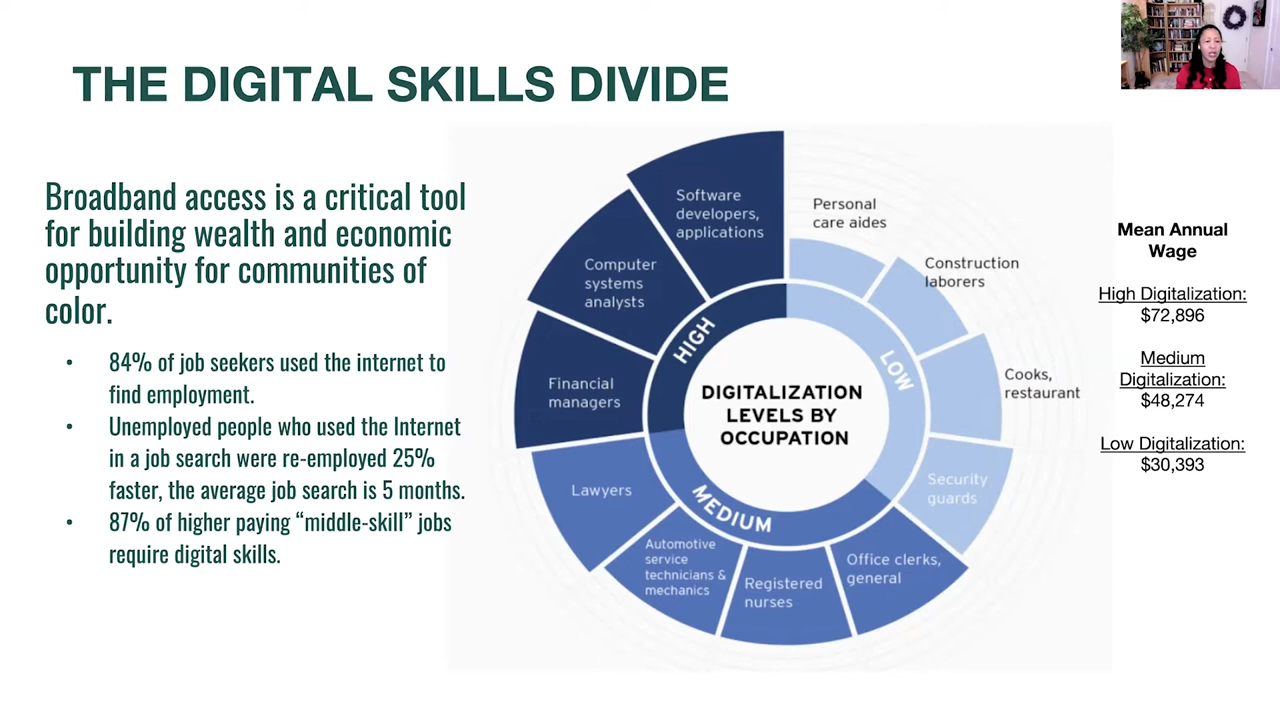 THE DIGITAL SKILLS DIVIDE
Broadband access is a critical tool
for building wealth and economic
opportunity for communities of
color.
• 84% of job seekers used the internet to
find employment.
• Unemployed people who used the Internet
in a job search were re-employed 25%
faster, the average job search is 5 months.
• 87% of higher paying “middle-skill” jobs
require digital skills.
Software
developers,
applications
Computer
systems
analysts
Financial
managers
Lawyers
Automotive
service
technicians &
mechanics
Registered
nurses
Office clerks,
general
Security
guards
Cooks,
restaurant
Construction
laborers
Personal
care aides
HIGH
MEDIUM
LOW
DIGITALIZATION
LEVELS BY
OCCUPATION
Mean Annual
Wage
High Digitalization:
$72,896
Medium
Digitalization:
$48,274
Low Digitalization:
$30,393